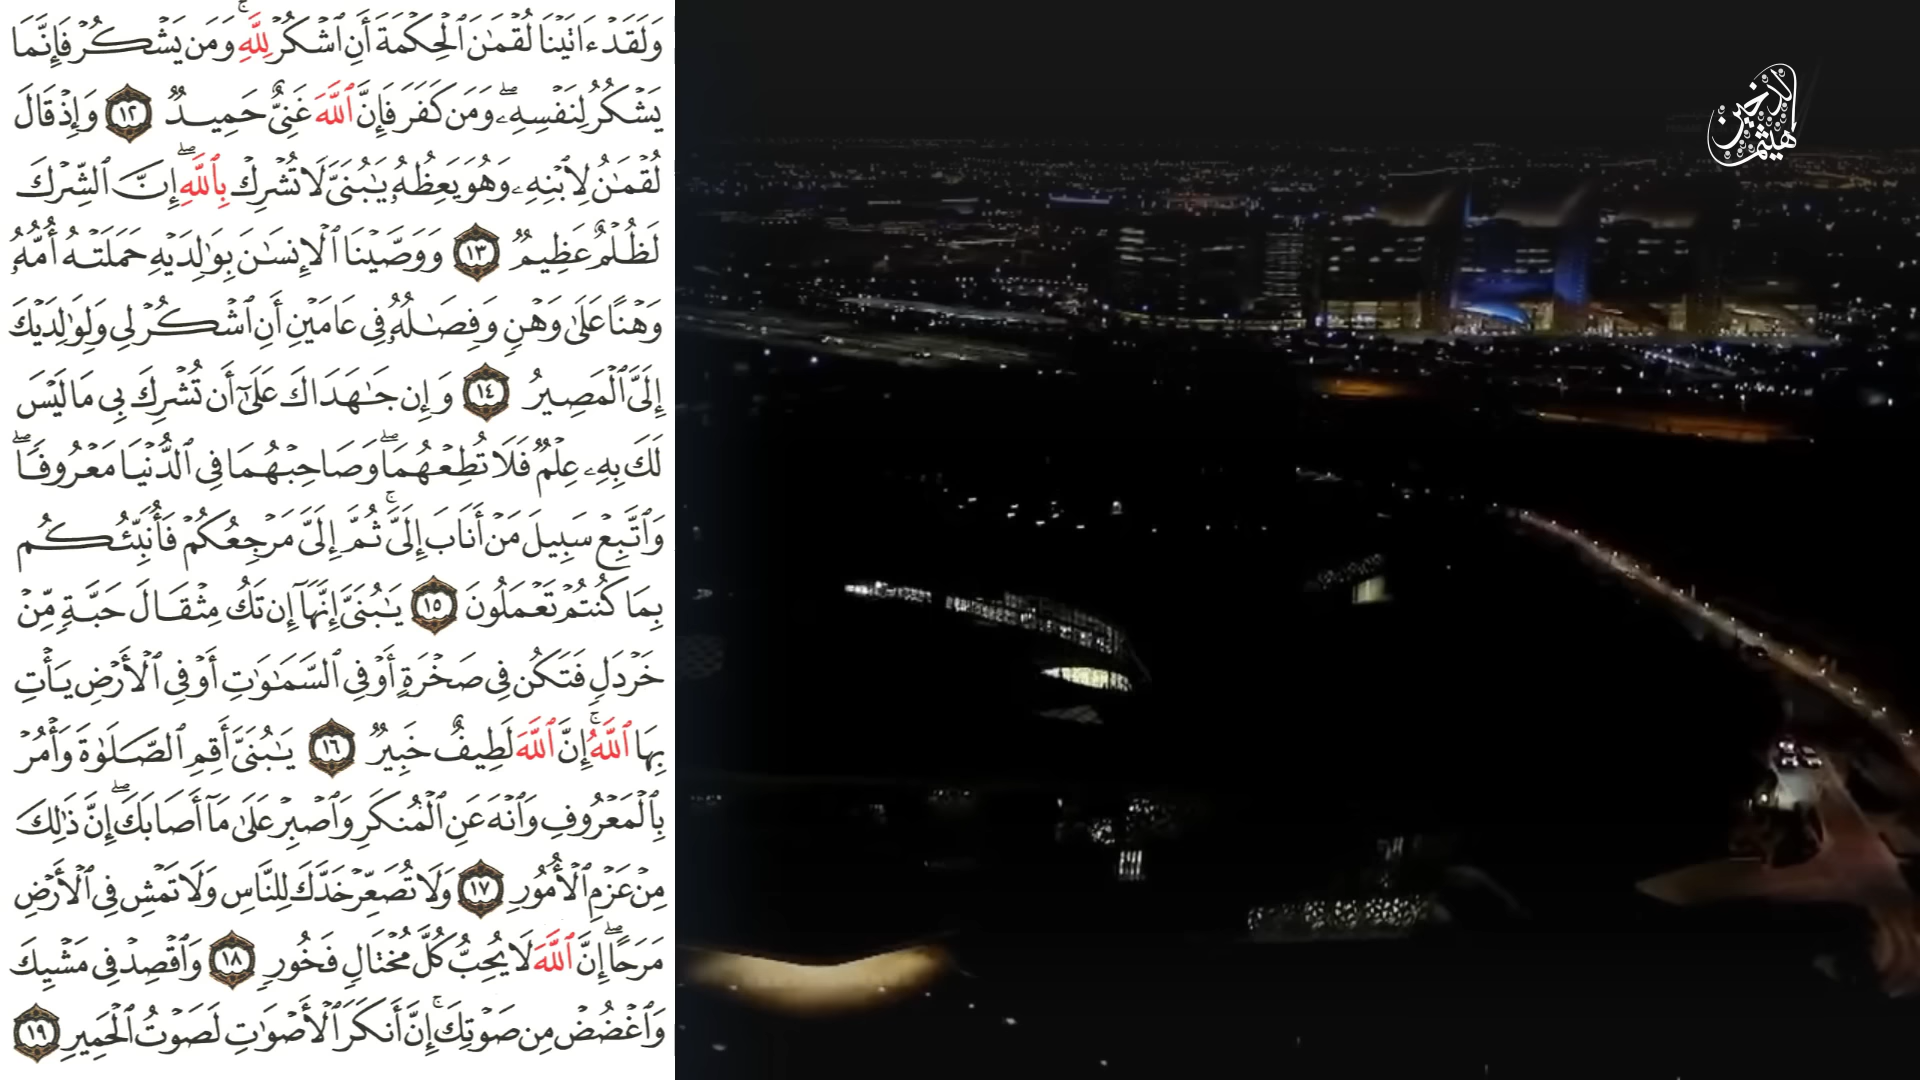 وَلَقَدْ ءَاتَيْنَا لُقْمَٰنَ ٱلْحِكْمَةَ أَنِ ٱشْكُرْ لِلَّهِ ۚ وَمَن يَشْكُرْ فَإِنَّمَا
يَشْكُرُ لِنَفْسِهِۦ ۖ وَمَن كَفَرَ فَإِنَّ ٱللَّهَ غَنِىٌّ حَمِيدٌ ١٢ وَإِذْ قَالَ
لُقْمَٰنُ لِٱبْنِهِۦ وَهُوَ يَعِظُهُۥ يَٰبُنَىَّ لَا تُشْرِكْ بِٱللَّهِ ۖ إِنَّ ٱلشِّرْكَ
لَظُلْمٌ عَظِيمٌ ١٣ وَوَصَّيْنَا ٱلْإِنسَٰنَ بِوَٰلِدَيْهِ حَمَلَتْهُ أُمُّهُۥ
وَهْنًا عَلَىٰ وَهْنٍ وَفِصَٰلُهُۥ فِى عَامَيْنِ أَنِ ٱشْكُرْ لِى وَلِوَٰلِدَيْكَ
إِلَىَّ ٱلْمَصِيرُ ١٤ وَإِن جَٰهَدَاكَ عَلَىٰٓ أَن تُشْرِكَ بِى مَا لَيْسَ
لَكَ بِهِۦ عِلْمٌ فَلَا تُطِعْهُمَا ۖ وَصَاحِبْهُمَا فِى ٱلدُّنْيَا مَعْرُوفًا ۖ
وَٱتَّبِعْ سَبِيلَ مَنْ أَنَابَ إِلَىَّ ۚ ثُمَّ إِلَىَّ مَرْجِعُكُمْ فَأُنَبِّئُكُم
بِمَا كُنتُمْ تَعْمَلُونَ ١٥ يَٰبُنَىَّ إِنَّهَآ إِن تَكُ مِثْقَالَ حَبَّةٍ مِّنْ
خَرْدَلٍ فَتَكُن فِى صَخْرَةٍ أَوْ فِى ٱلسَّمَٰوَٰتِ أَوْ فِى ٱلْأَرْضِ يَأْتِ
بِهَا ٱللَّهُ ۚ إِنَّ ٱللَّهَ لَطِيفٌ خَبِيرٌ ١٦ يَٰبُنَىَّ أَقِمِ ٱلصَّلَوٰةَ وَأْمُرْ
بِٱلْمَعْرُوفِ وَٱنْهَ عَنِ ٱلْمُنكَرِ وَٱصْبِرْ عَلَىٰ مَآ أَصَابَكَ ۖ إِنَّ ذَٰلِكَ
مِنْ عَزْمِ ٱلْأُمُورِ ١٧ وَلَا تُصَعِّرْ خَدَّكَ لِلنَّاسِ وَلَا تَمْشِ فِى ٱلْأَرْضِ
مَرَحًا ۖ إِنَّ ٱللَّهَ لَا يُحِبُّ كُلَّ مُخْتَالٍ فَخُورٍ ١٨ وَٱقْصِدْ فِى مَشْيِكَ
وَٱغْضُضْ مِن صَوْتِكَ ۚ إِنَّ أَنكَرَ ٱلْأَصْوَٰتِ لَصَوْتُ ٱلْحَمِيرِ ١٩
هيثم الدخين